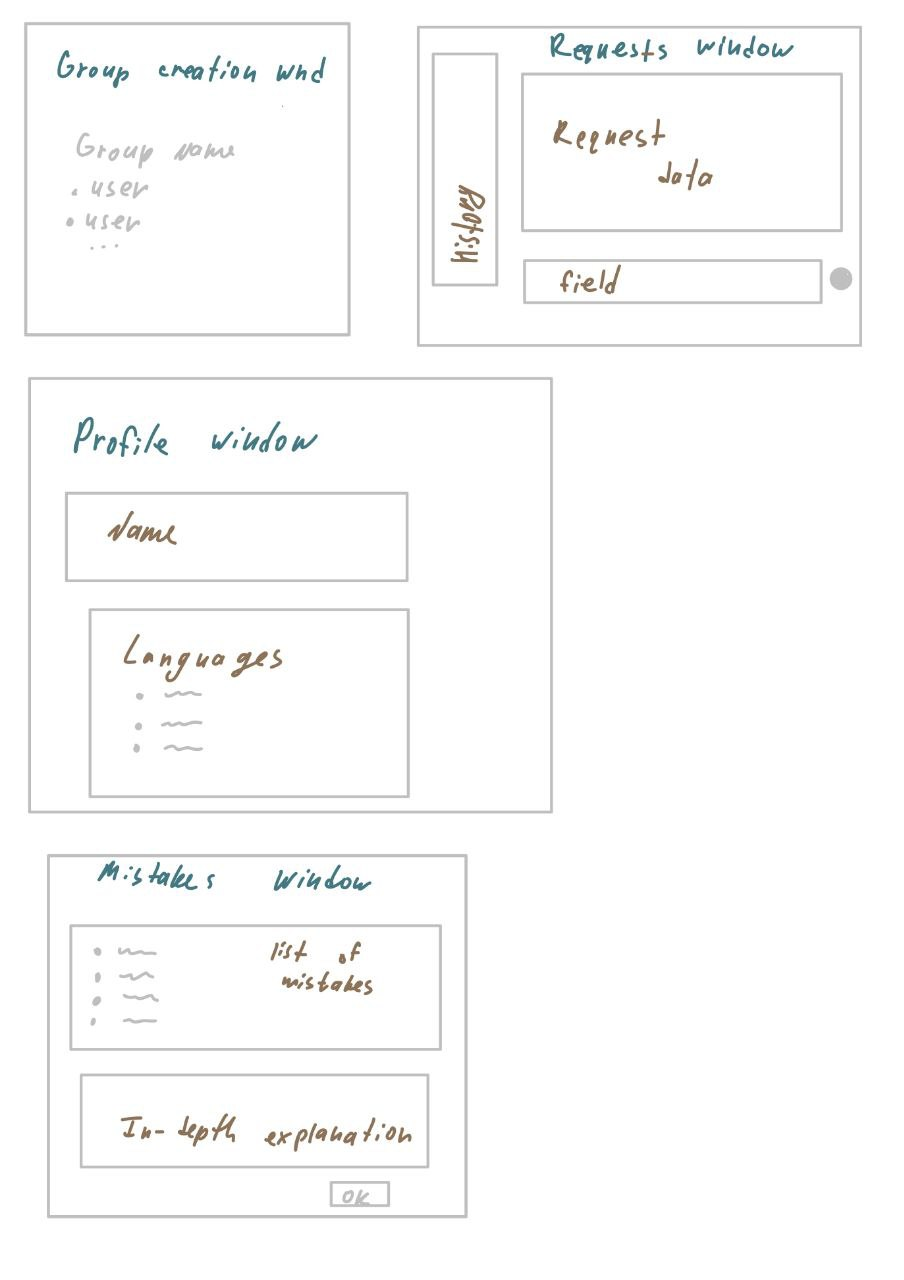 Group creation wnd
Group Name
• user
• user
...
Requests window
History
Request
data
field
Profile window
Name
Languages
Mistakes window
list of
mistakes
In-depth explanation
OK